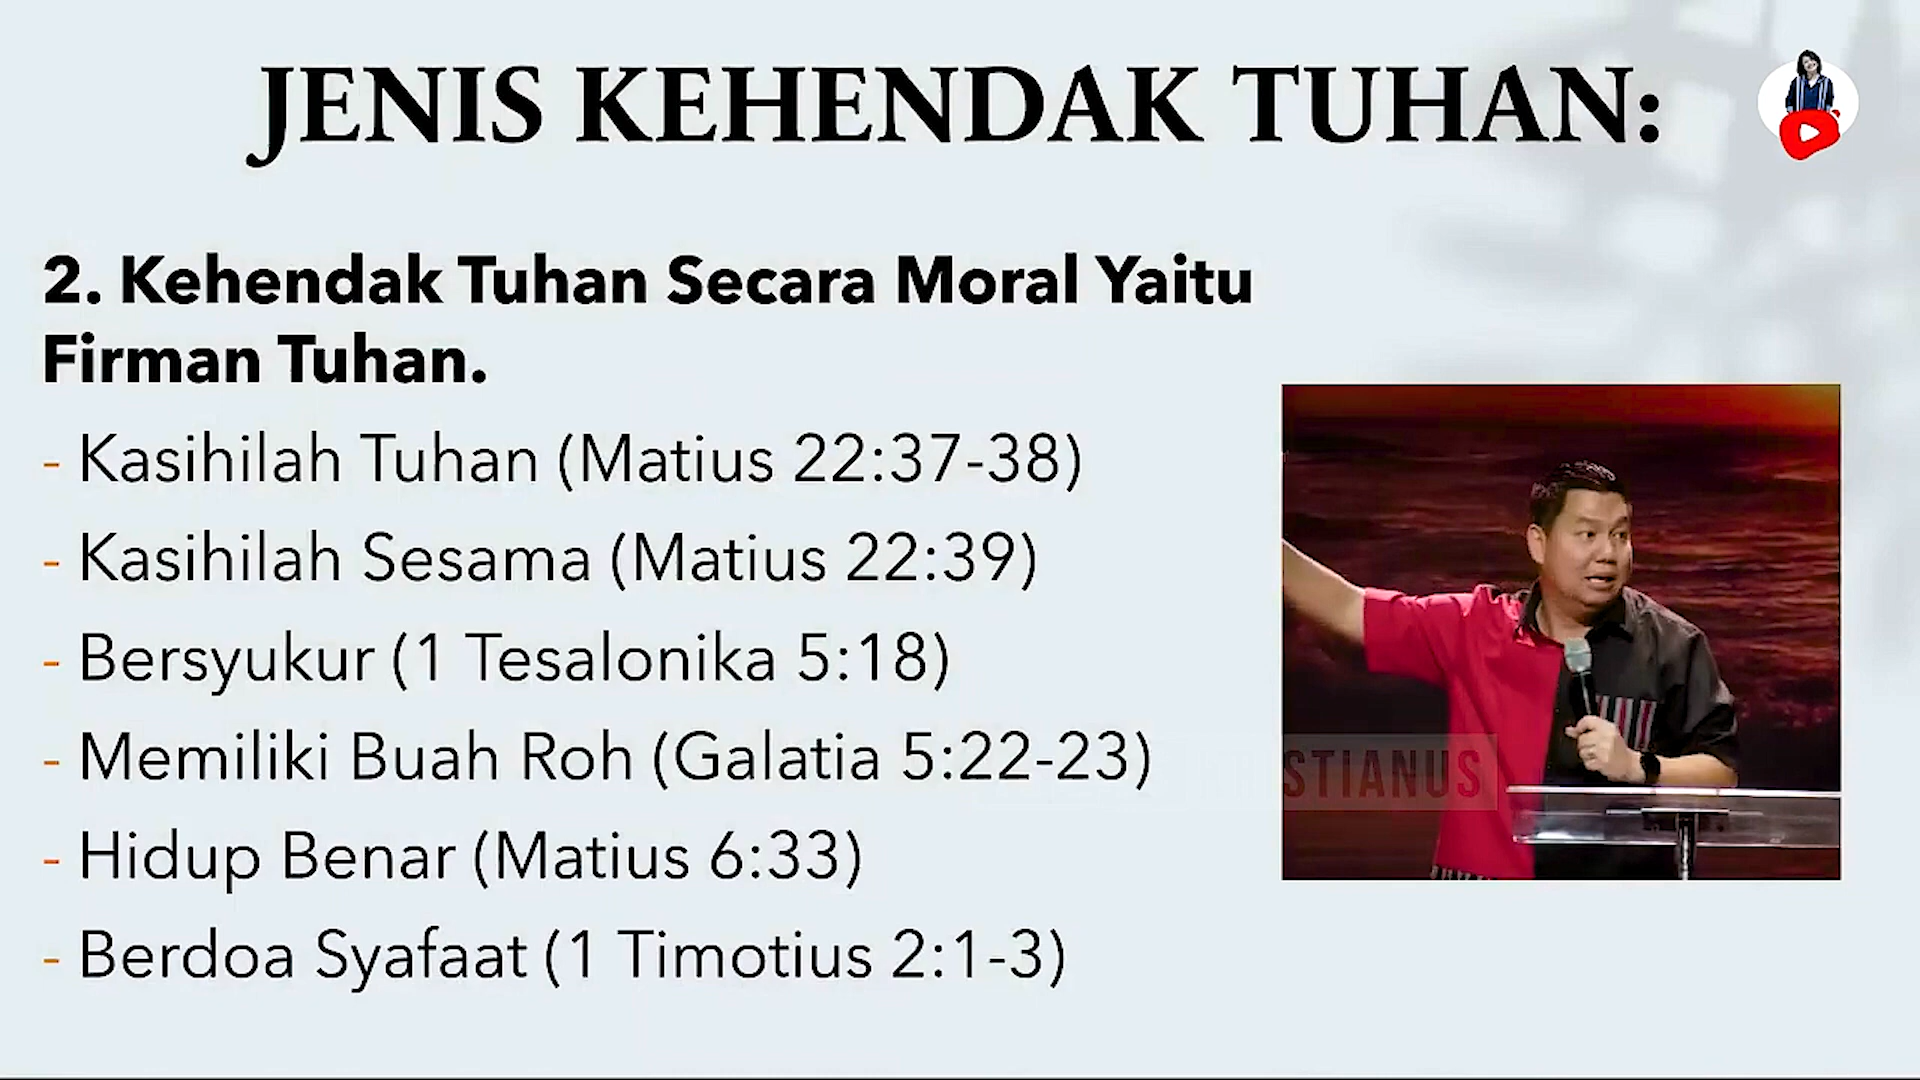 JENIS KEHENDAK TUHAN:
2. Kehendak Tuhan Secara Moral Yaitu
Firman Tuhan.
- Kasihilah Tuhan (Matius 22:37-38)
- Kasihilah Sesama (Matius 22:39)
- Bersyukur (1 Tesalonika 5:18)
- Memiliki Buah Roh (Galatia 5:22-23)
- Hidup Benar (Matius 6:33)
- Berdoa Syafaat (1 Timotius 2:1-3)